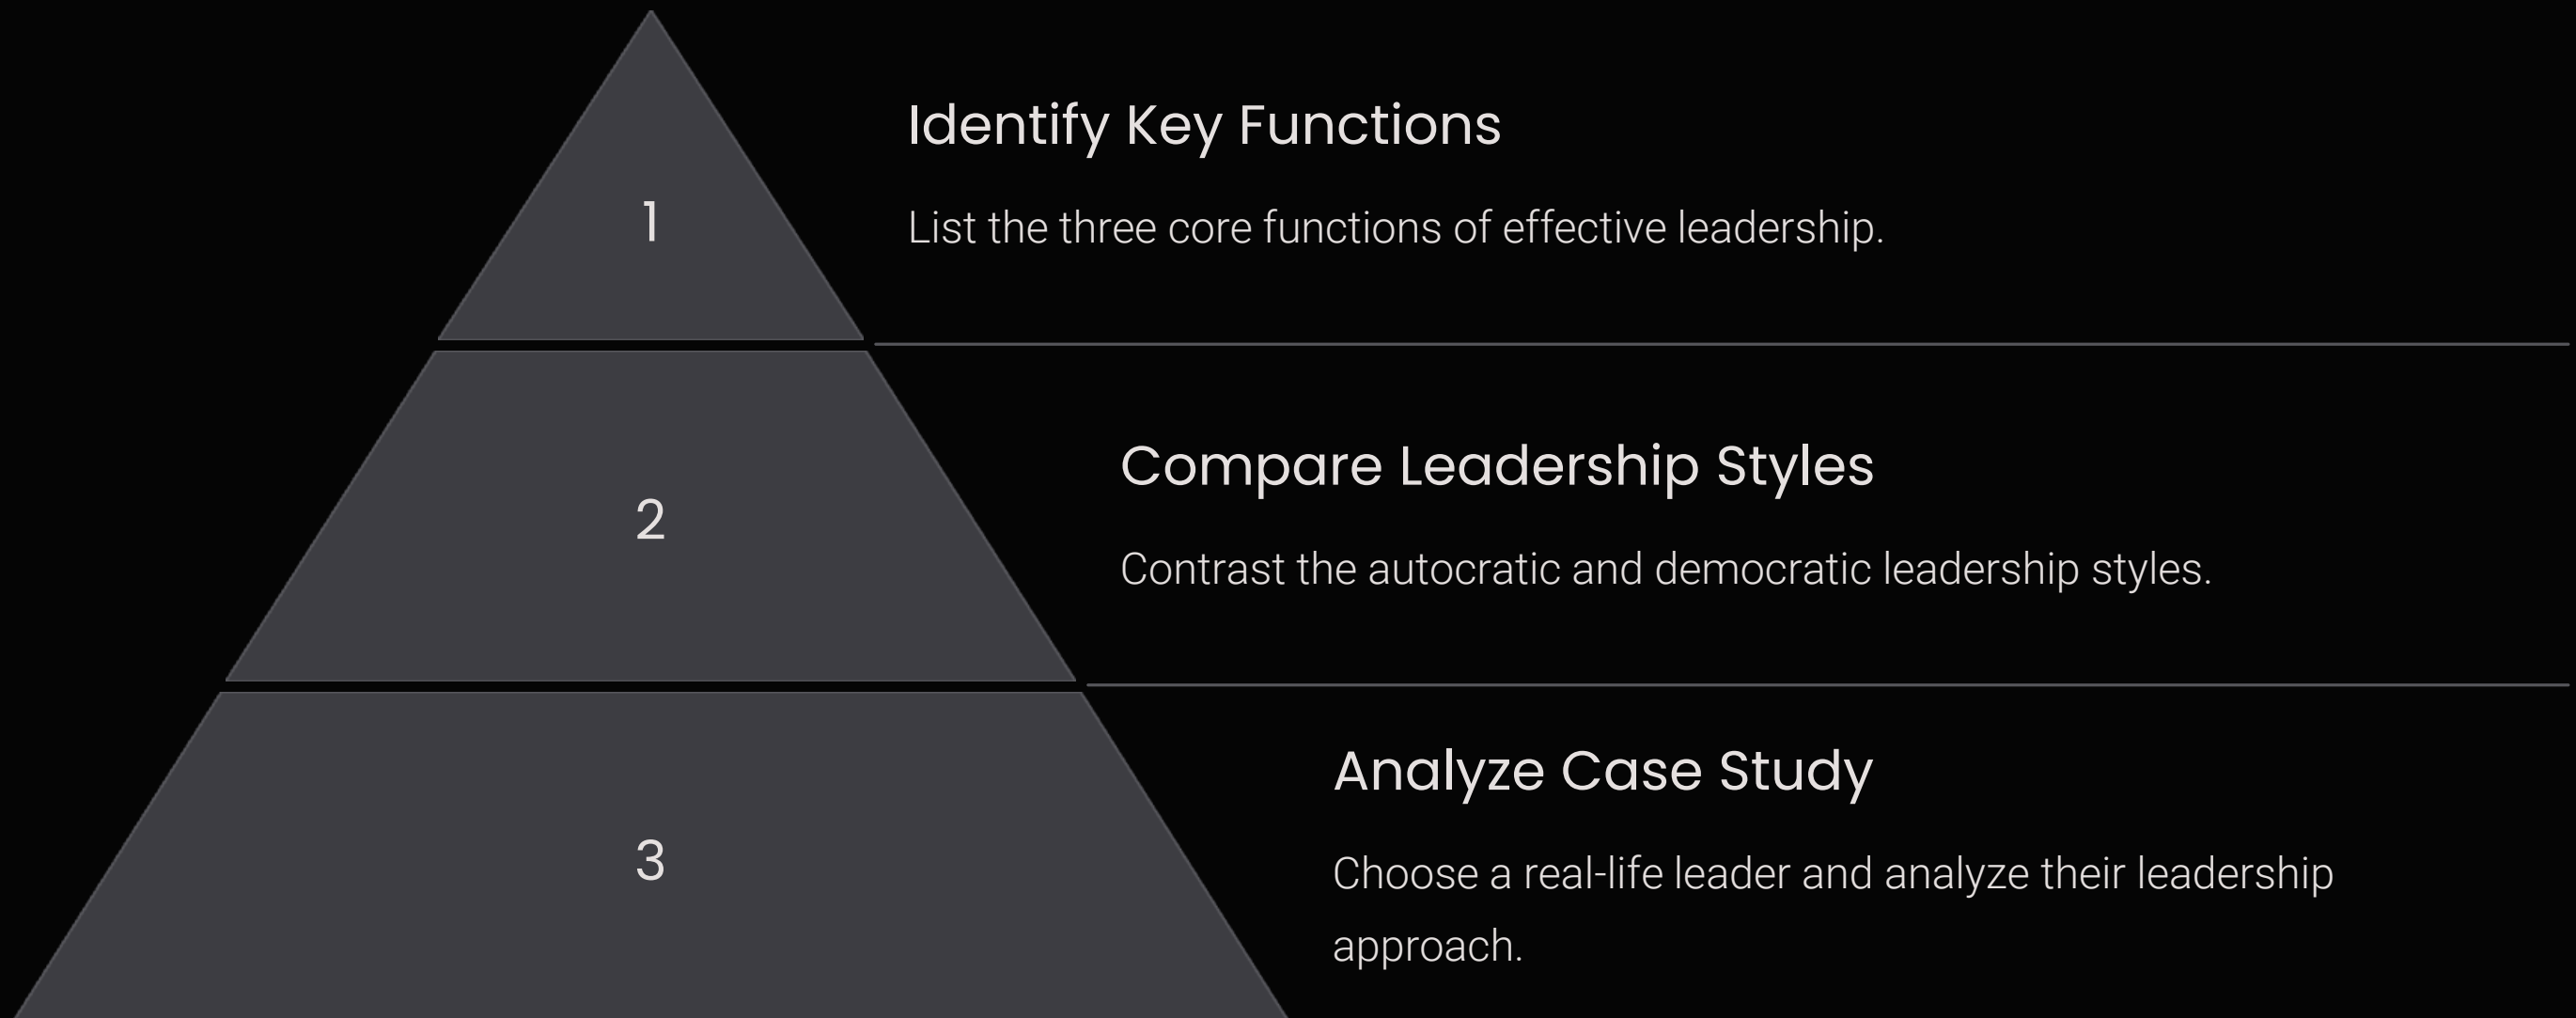 1
Identify Key Functions
List the three core functions of effective leadership.
2
Compare Leadership Styles
Contrast the autocratic and democratic leadership styles.
3
Analyze Case Study
Choose a real-life leader and analyze their leadership
approach.